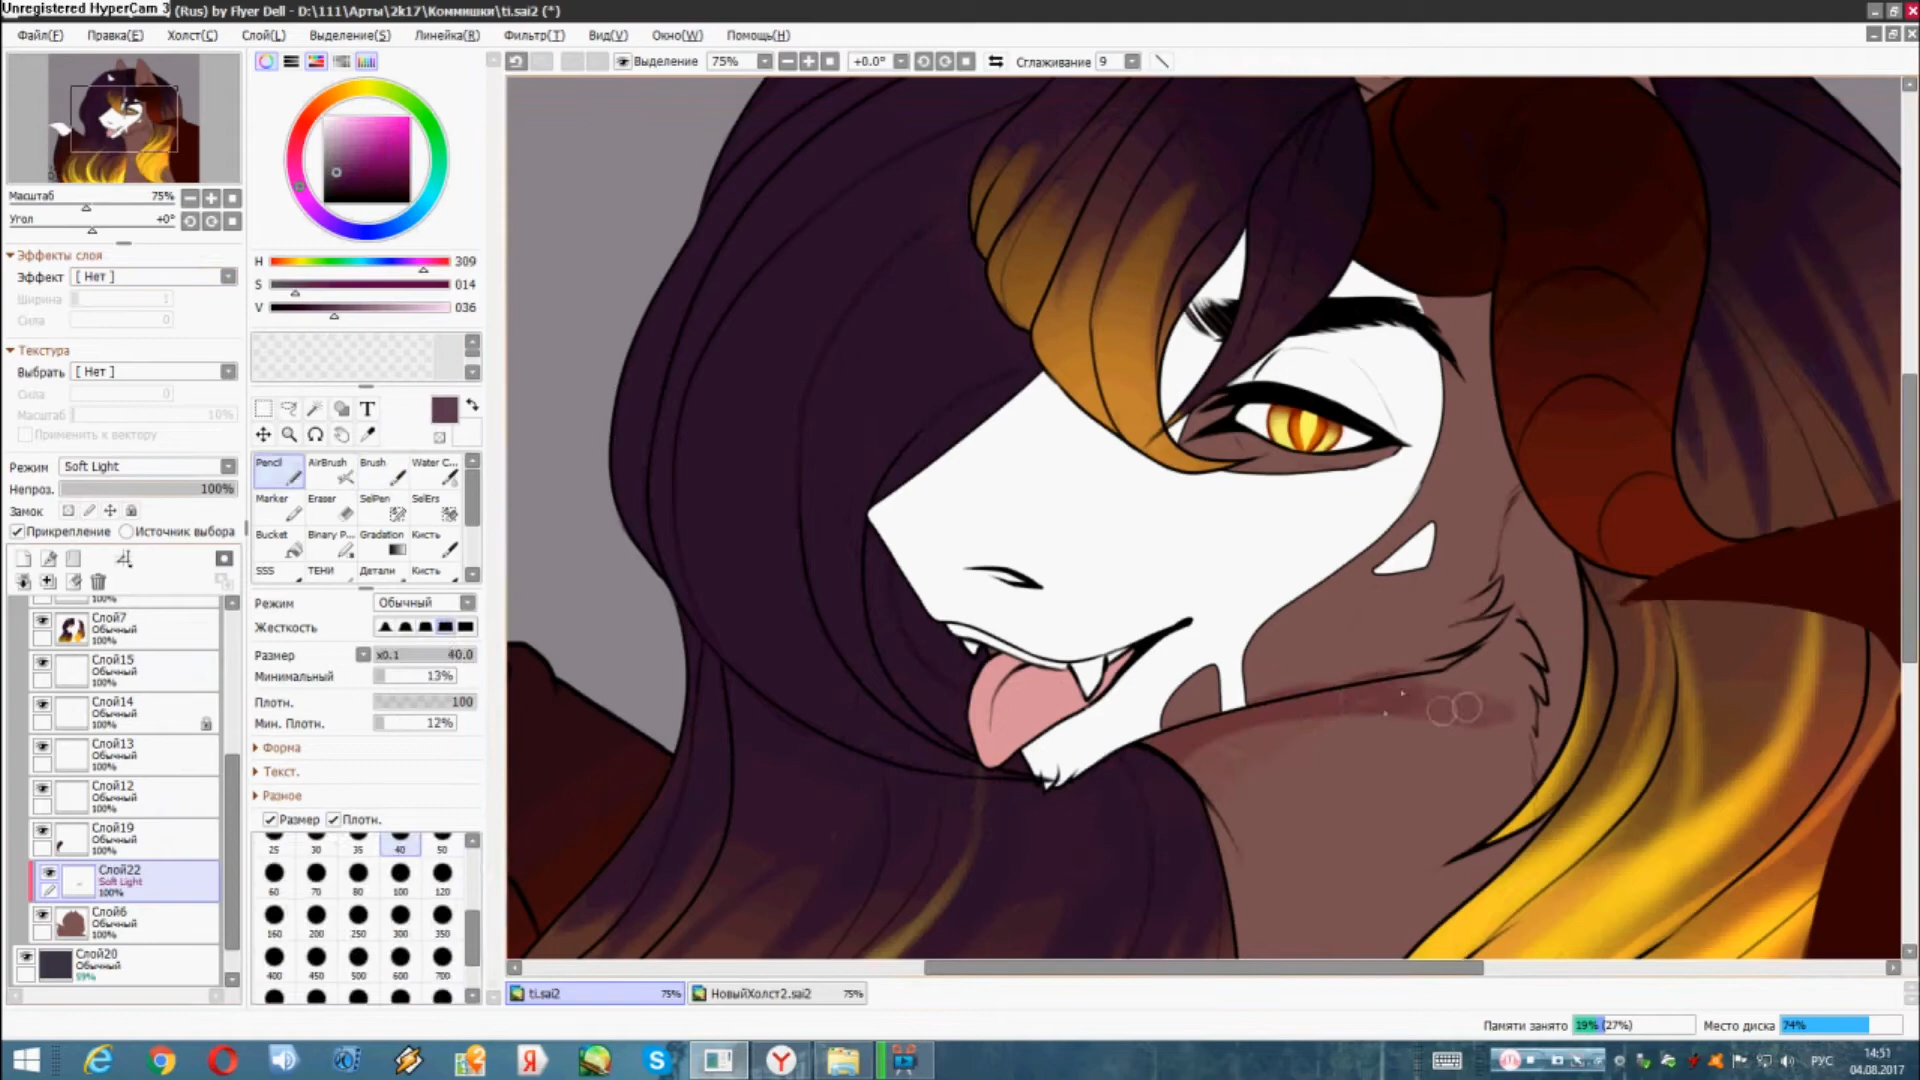 Unregistered HyperCam 3 (Rus) by Flyer Dell - D:\111\Арты\2k17\Коммишки\ti.sai2 (*)
Файл(F) Правка(E) Холст(C) Слой(L) Выделение(S) Линейка(R) Фильтр(T) Вид(V) Окно(W) Помощь(H)
Выделение 75% +0.0° Сглаживание 9
Масштаб 75%
Угол +0°
Эффекты слоя
Эффект [ Нет ]
Ширина 1
Сила 0
Текстура
Выбрать [ Нет ]
Сила 0
Масштаб 10%
Применить к вектору
Режим Soft Light
Непроз. 100%
Замок
Прикрепление Источник выбора
100%
Слой7
Обычный
100%
Слой15
Обычный
100%
Слой14
Обычный
100%
Слой13
Обычный
100%
Слой12
Обычный
100%
Слой19
Обычный
100%
Слой22
Soft Light
100%
Слой6
Обычный
100%
Слой20
Обычный
59%
H 309
S 014
V 036
T
Pencil AirBrush Brush Water C...
Marker Eraser SelPen SelErs
Bucket Binary P... Gradation Кисть
SSS ТЕНИ Детали Кисть
Режим Обычный
Жесткость
Размер x0.1 40.0
Минимальный 13%
Плотн. 100
Мин. Плотн. 12%
Форма
Текст.
Разное
Размер Плотн.
25 30 35 40 50
60 70 80 100 120
160 200 250 300 350
400 450 500 600 700
ti.sai2 75% НовыйХолст2.sai2 75%
Памяти занято 19% (27%) Место диска 74%
РУС
14:51
04.08.2017